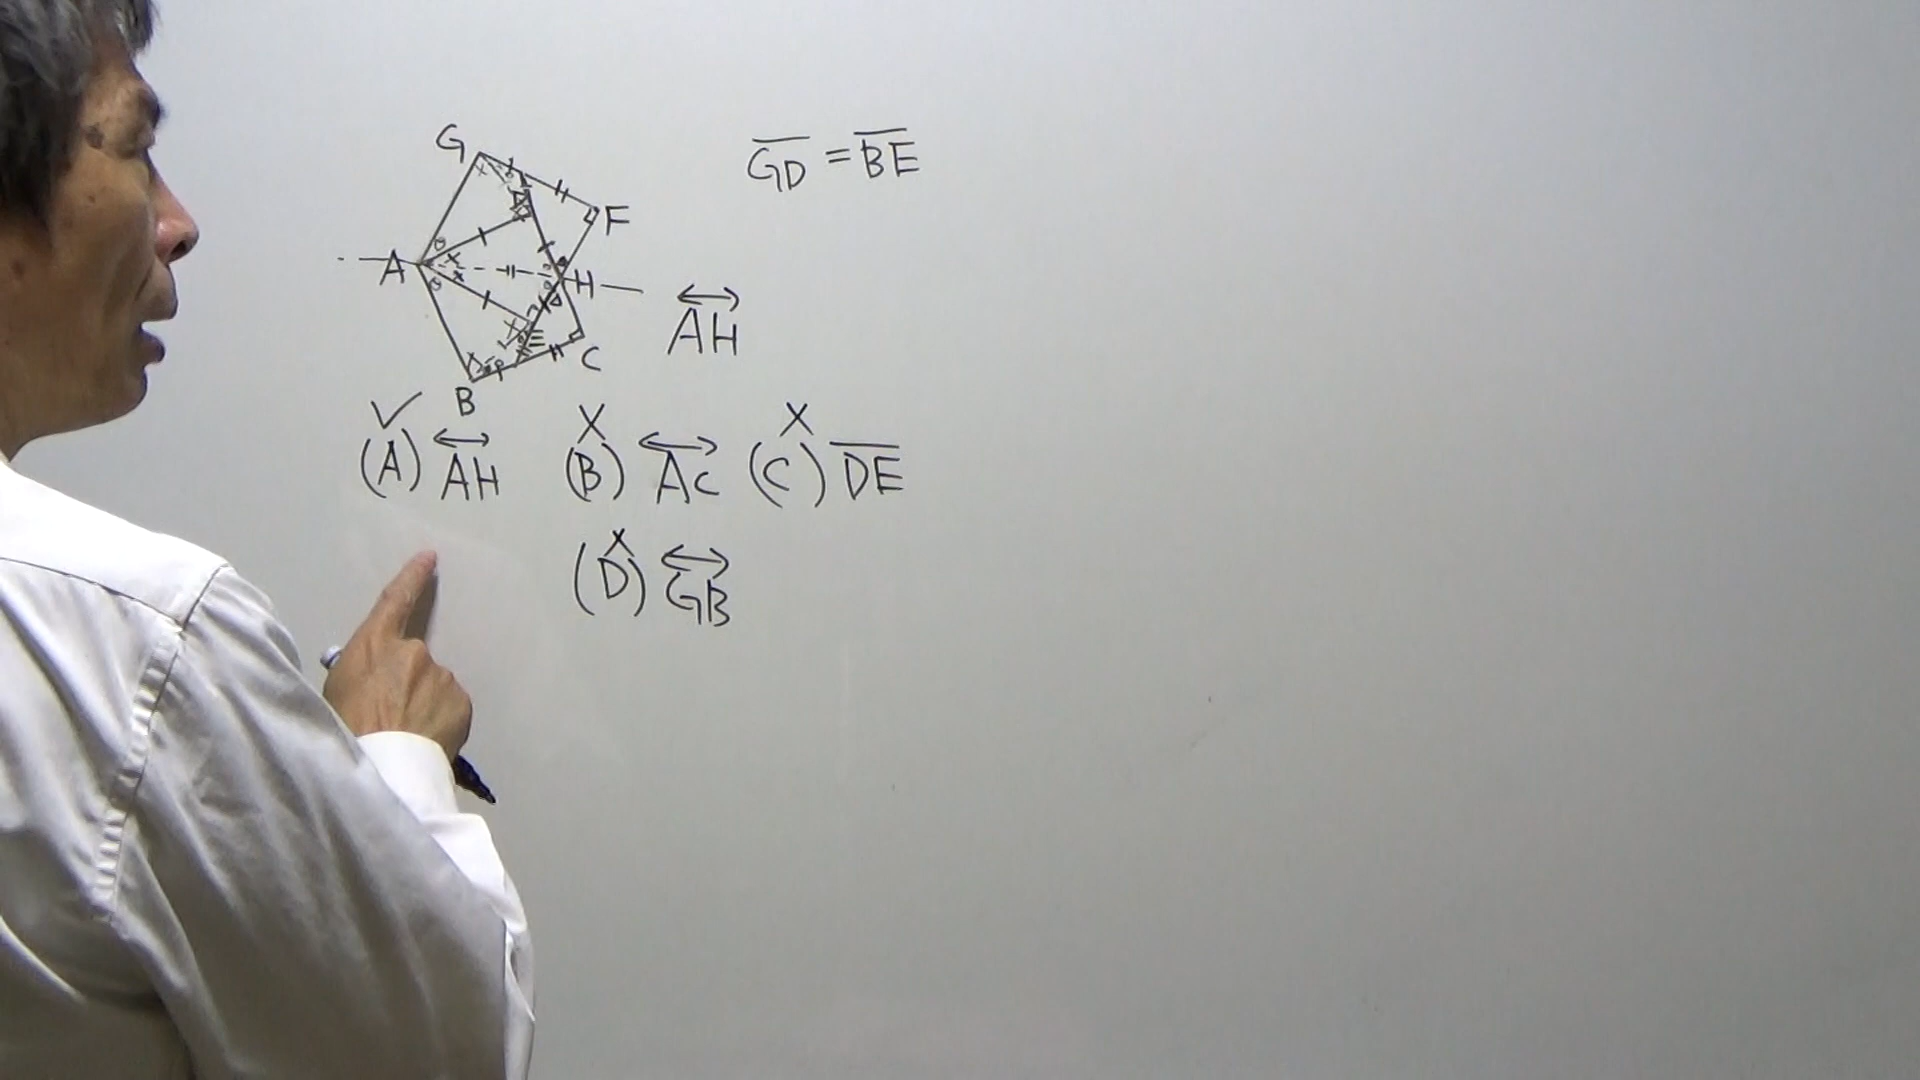 G
F
A
H
C
B
GD = BE
AH
✓ X X
(A) AH (B) AC (C) DE
X
(D) GB